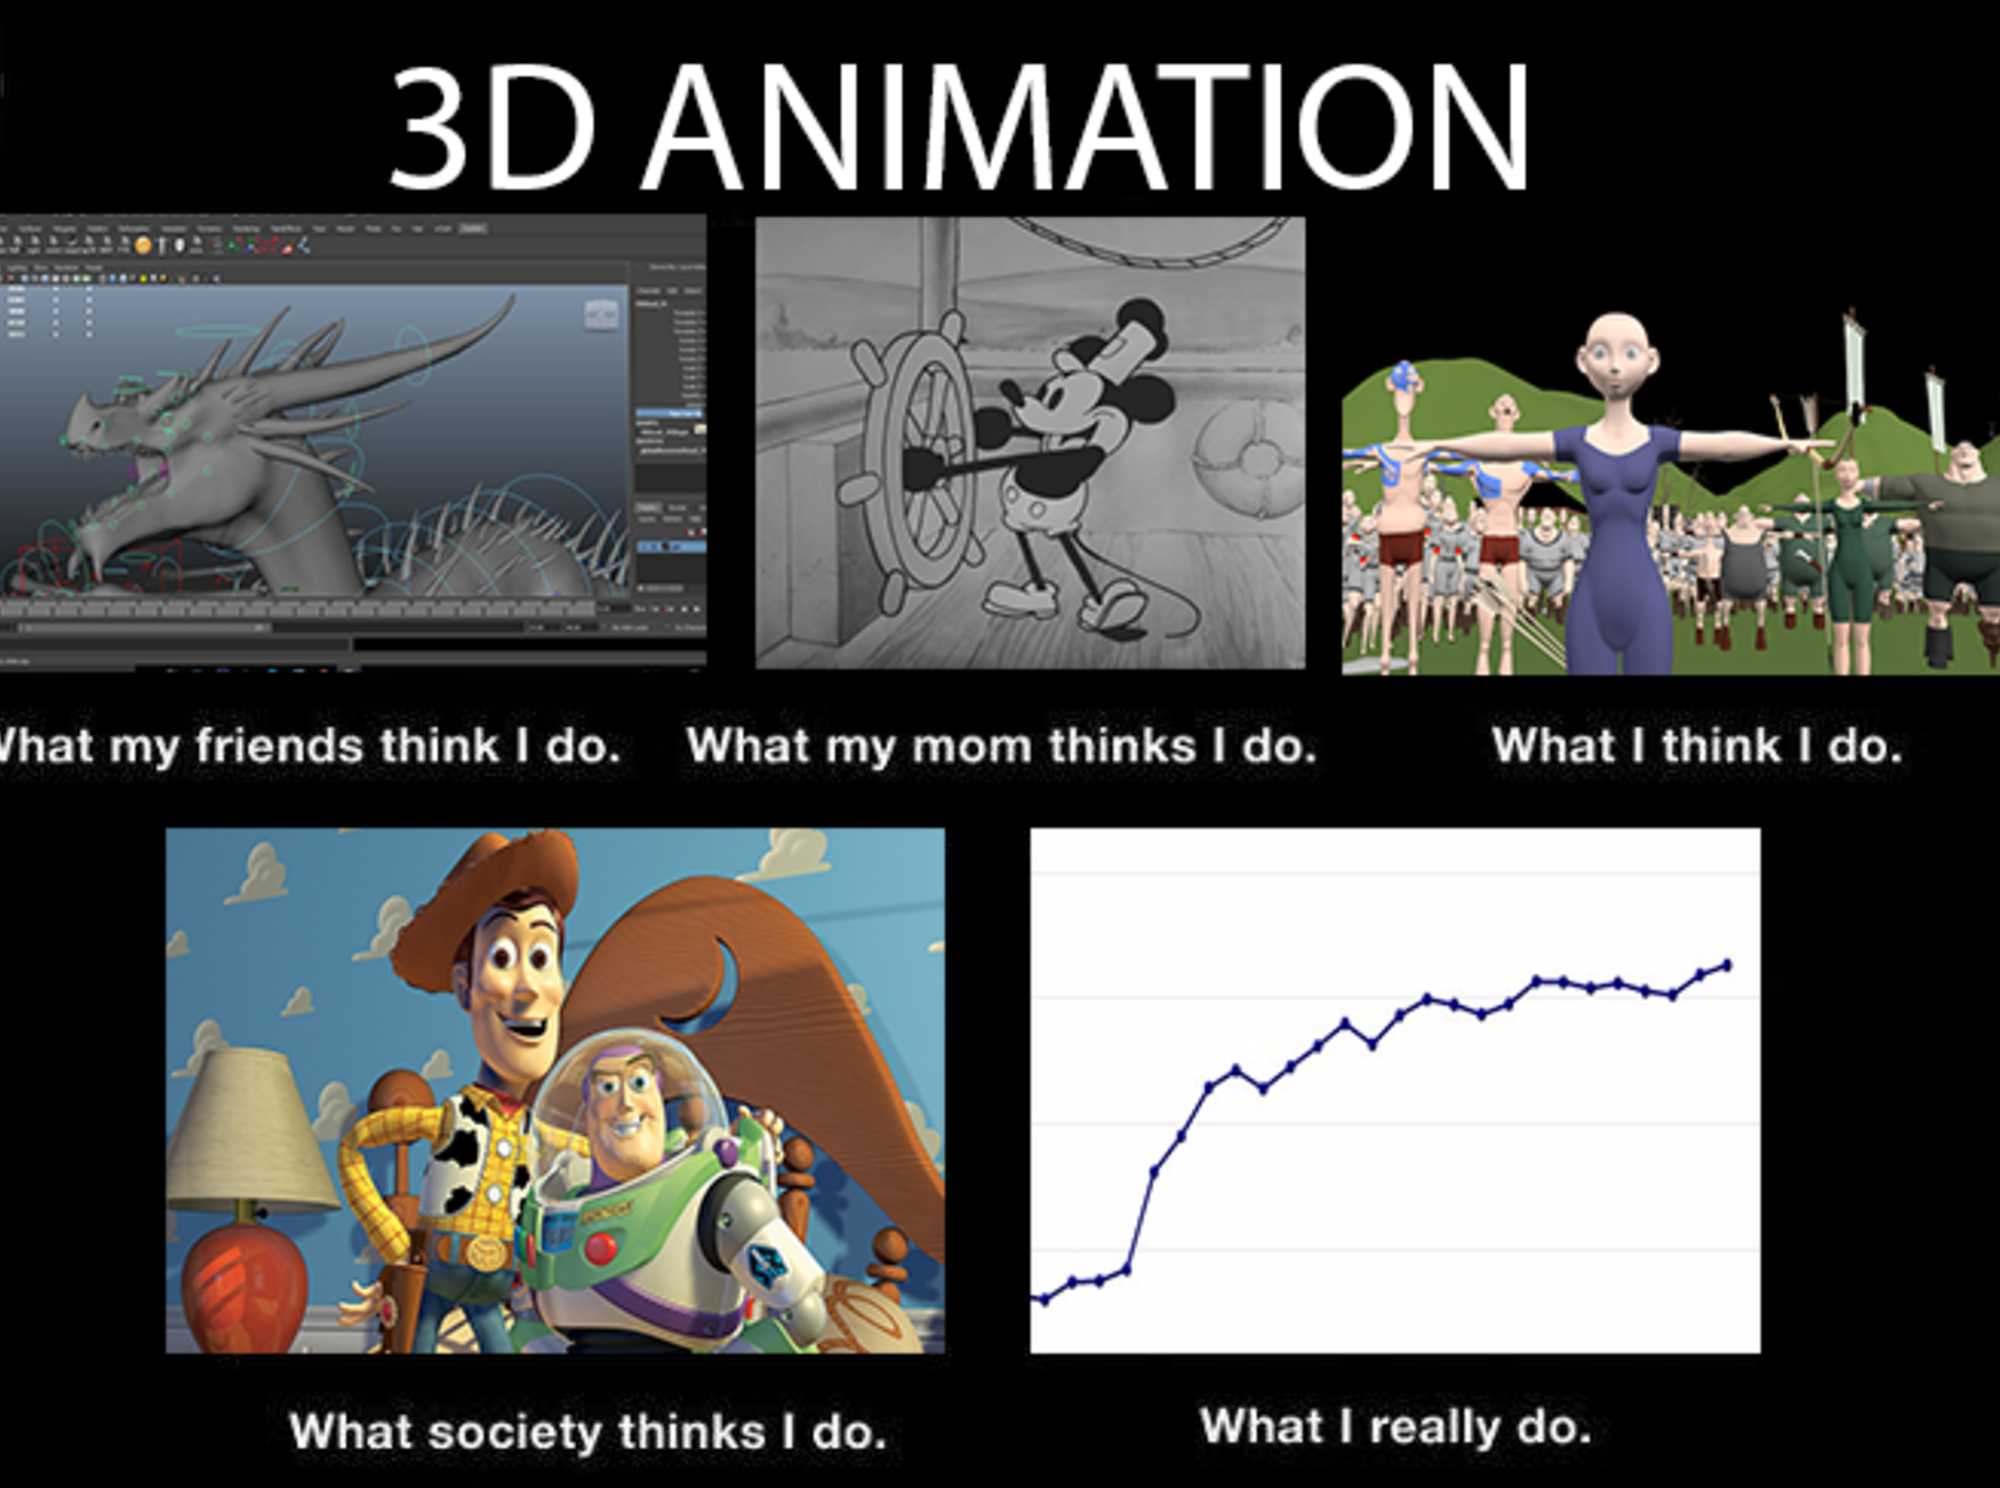 3D ANIMATION
What my friends think I do.
What my mom thinks I do.
What I think I do.
What society thinks I do.
What I really do.